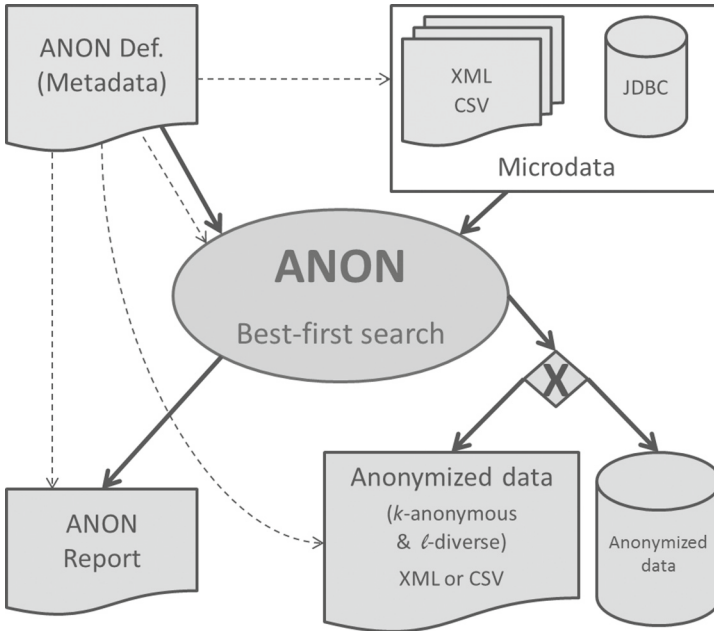 ANON Def.
(Metadata)
XML
CSV
JDBC
Microdata
ANON
Best-first search
X
ANON
Report
Anonymized data
(k-anonymous
& ℓ-diverse)
XML or CSV
Anonymized
data